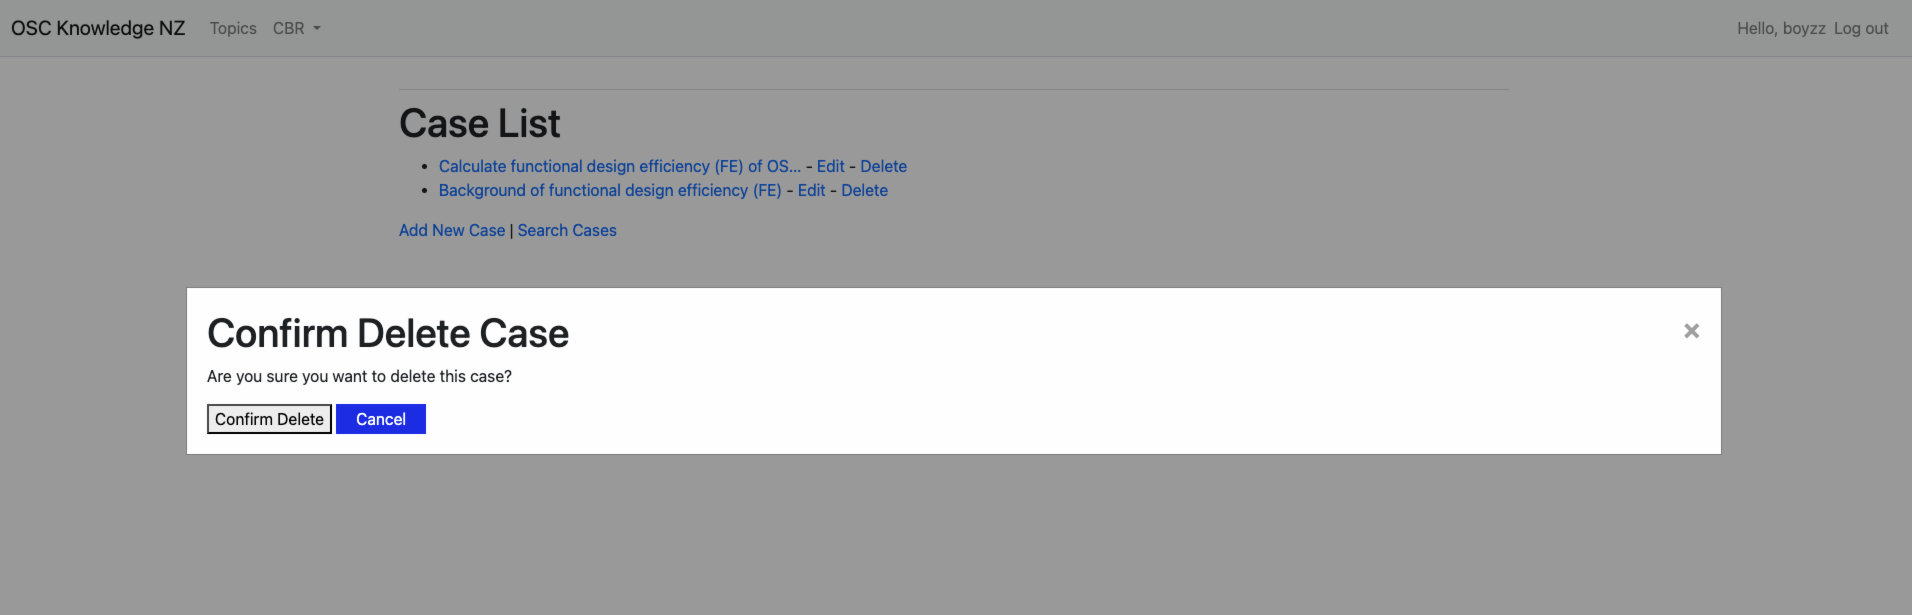 OSC Knowledge NZ Topics CBR Hello, boyzz Log out
Case List
Calculate functional design efficiency (FE) of OS... - Edit - Delete
Background of functional design efficiency (FE) - Edit - Delete
Add New Case | Search Cases
Confirm Delete Case ×
Are you sure you want to delete this case?
Confirm Delete Cancel